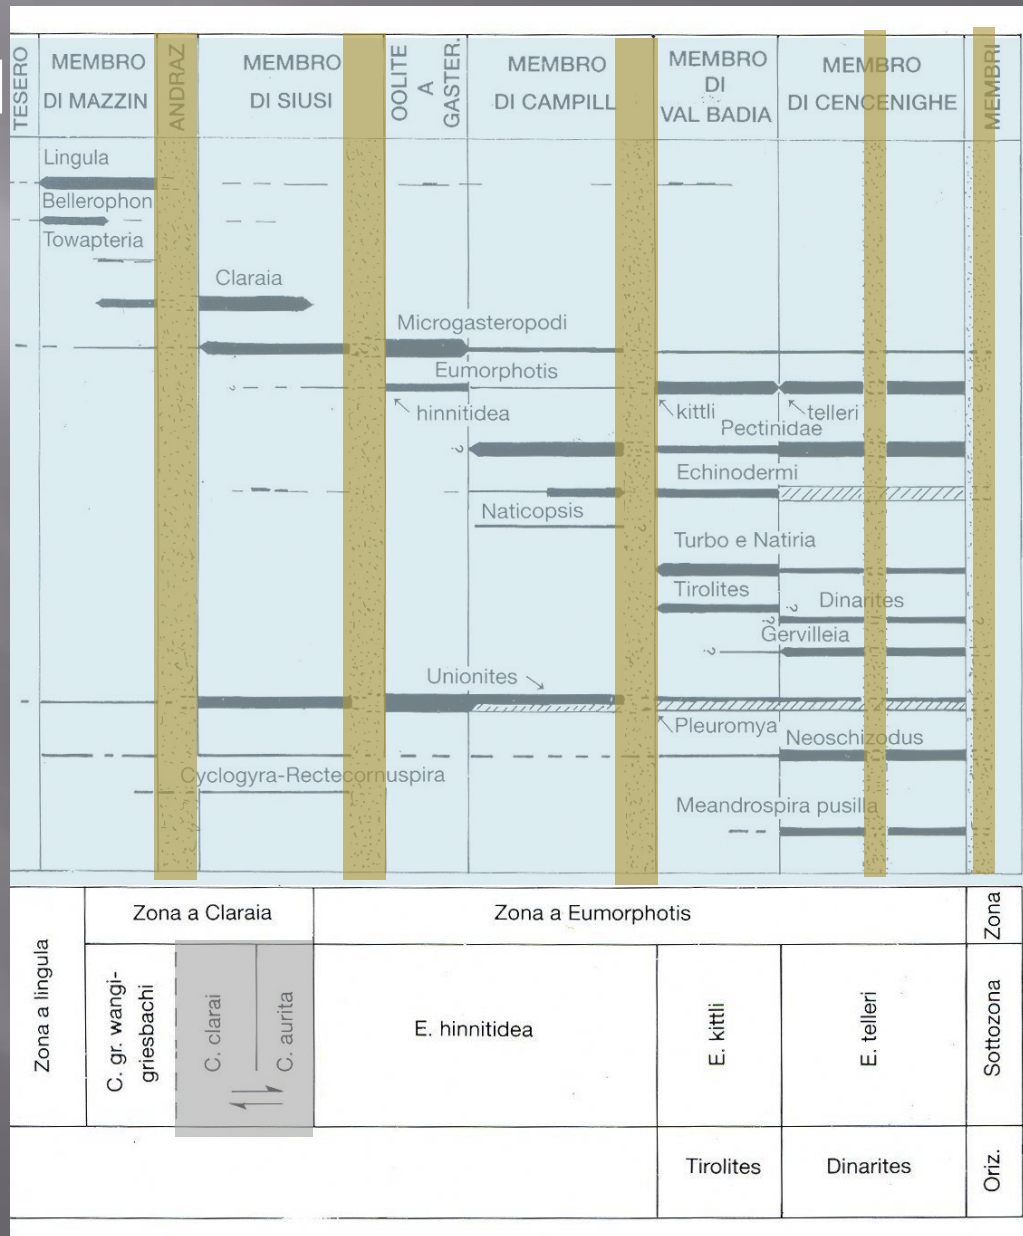 TESERO
MEMBRO
DI MAZZIN
ANDRAZ
MEMBRO
DI SIUSI
OOLITE
A
GASTER.
MEMBRO
DI CAMPILL
MEMBRO
DI
VAL BADIA
MEMBRO
DI CENCENIGHE
MEMBRI
Lingula
Bellerophon
Towapteria
Claraia
Microgasteropodi
?
Eumorphotis
hinnitidea
kittli
telleri
?
Pectinidae
?
Echinodermi
Naticopsis
?
Turbo e Natiria
Tirolites
?
Dinarites
?
?
Gervilleia
?
Unionites
Pleuromya
Neoschizodus
Cyclogyra-Rectecornuspira
Meandrospira pusilla
Zona a lingula
Zona a Claraia
Zona a Eumorphotis
Zona
C. gr. wangi-
griesbachi
C. clarai
C. aurita
E. hinnitidea
E. kittli
E. telleri
Sottozona
Tirolites
Dinarites
Oriz.